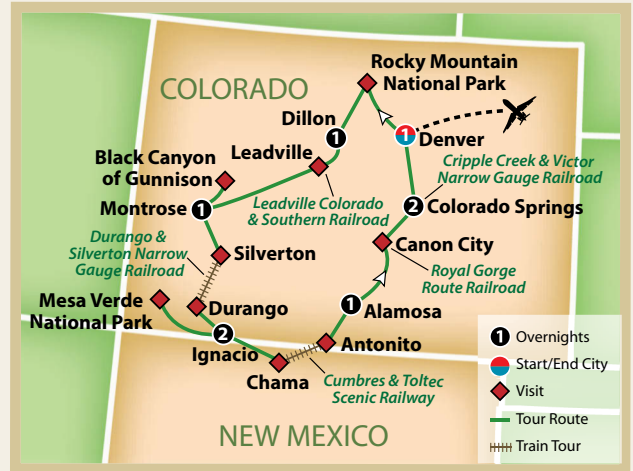 Rocky Mountain
National Park
COLORADO
Dillon
1
1
Denver
Leadville
Black Canyon
of Gunnison
Cripple Creek & Victor
Narrow Gauge Railroad
Montrose
1
Leadville Colorado
& Southern Railroad
2
Colorado Springs
Durango &
Silverton Narrow
Gauge Railroad
Silverton
Canon City
Royal Gorge
Route Railroad
Mesa Verde
National Park
Durango
1
Alamosa
2
Ignacio
Antonito
Chama
Cumbres & Toltec
Scenic Railway
NEW MEXICO
1 Overnights
1 Start/End City
Visit
Tour Route
Train Tour